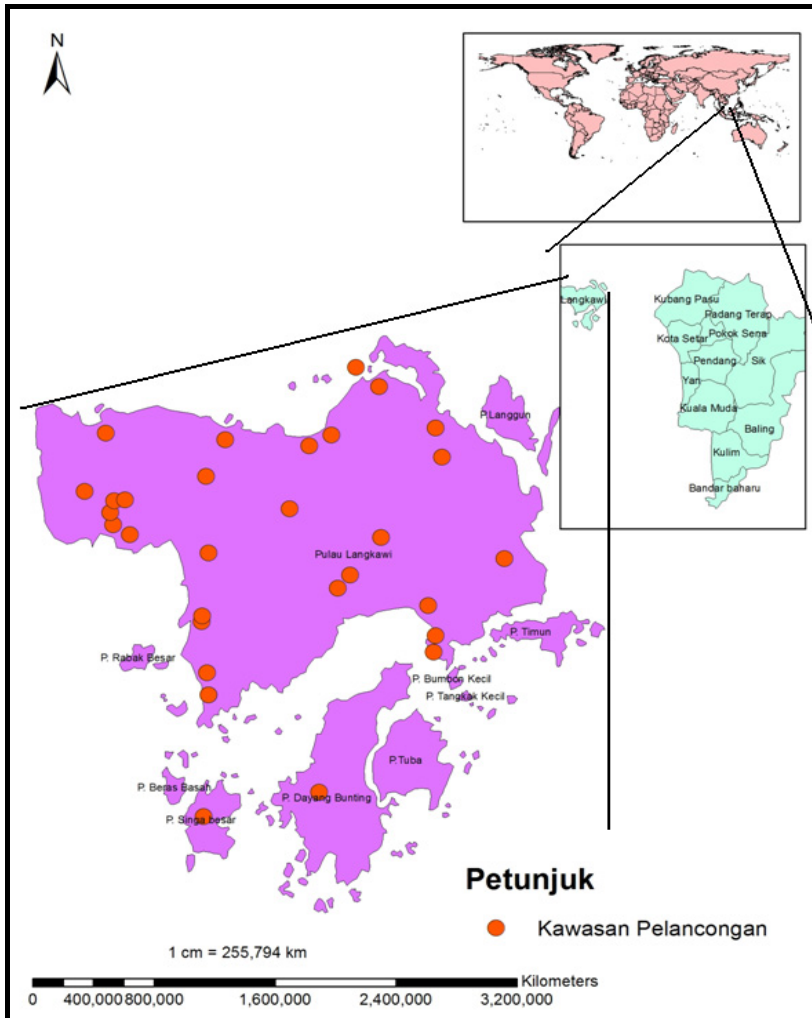 N
Langkawi
Kubang Pasu
Padang Terap
Pokok Sena
Kota Setar
Pendang
Sik
Yan
Kuala Muda
Baling
Kulim
Bandar baharu
P.Langgun
Pulau Langkawi
P. Timun
P. Rabak Besar
P. Bumbon Kecil
P. Tangkak Kecil
P.Tuba
P. Beras Basah
P. Dayang Bunting
P. Singa besar
Petunjuk
Kawasan Pelancongan
1 cm = 255,794 km
Kilometers
0 400,000 800,000 1,600,000 2,400,000 3,200,000